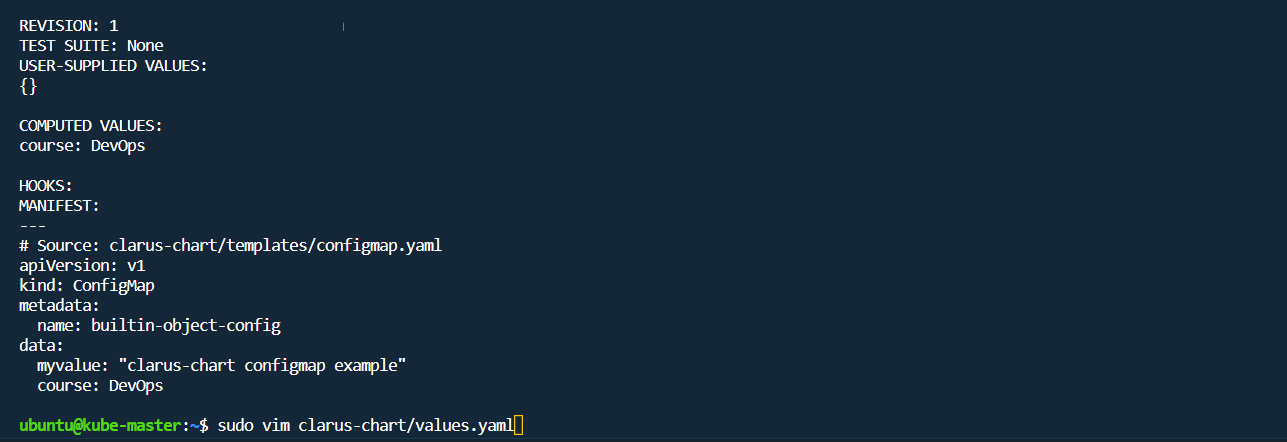 REVISION: 1
TEST SUITE: None
USER-SUPPLIED VALUES:
{}
COMPUTED VALUES:
course: DevOps
HOOKS:
MANIFEST:
---
# Source: clarus-chart/templates/configmap.yaml
apiVersion: v1
kind: ConfigMap
metadata:
  name: builtin-object-config
data:
  myvalue: "clarus-chart configmap example"
  course: DevOps
ubuntu@kube-master:~$ sudo vim clarus-chart/values.yaml